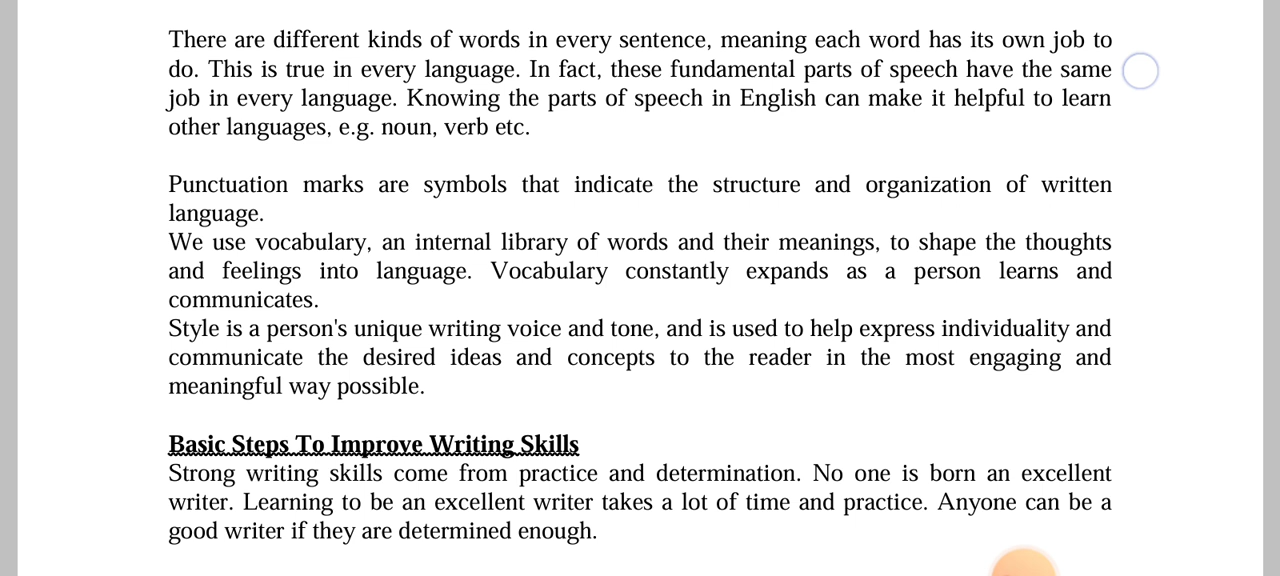 There are different kinds of words in every sentence, meaning each word has its own job to
do. This is true in every language. In fact, these fundamental parts of speech have the same
job in every language. Knowing the parts of speech in English can make it helpful to learn
other languages, e.g. noun, verb etc.
Punctuation marks are symbols that indicate the structure and organization of written
language.
We use vocabulary, an internal library of words and their meanings, to shape the thoughts
and feelings into language. Vocabulary constantly expands as a person learns and
communicates.
Style is a person's unique writing voice and tone, and is used to help express individuality and
communicate the desired ideas and concepts to the reader in the most engaging and
meaningful way possible.
Basic Steps To Improve Writing Skills
Strong writing skills come from practice and determination. No one is born an excellent
writer. Learning to be an excellent writer takes a lot of time and practice. Anyone can be a
good writer if they are determined enough.